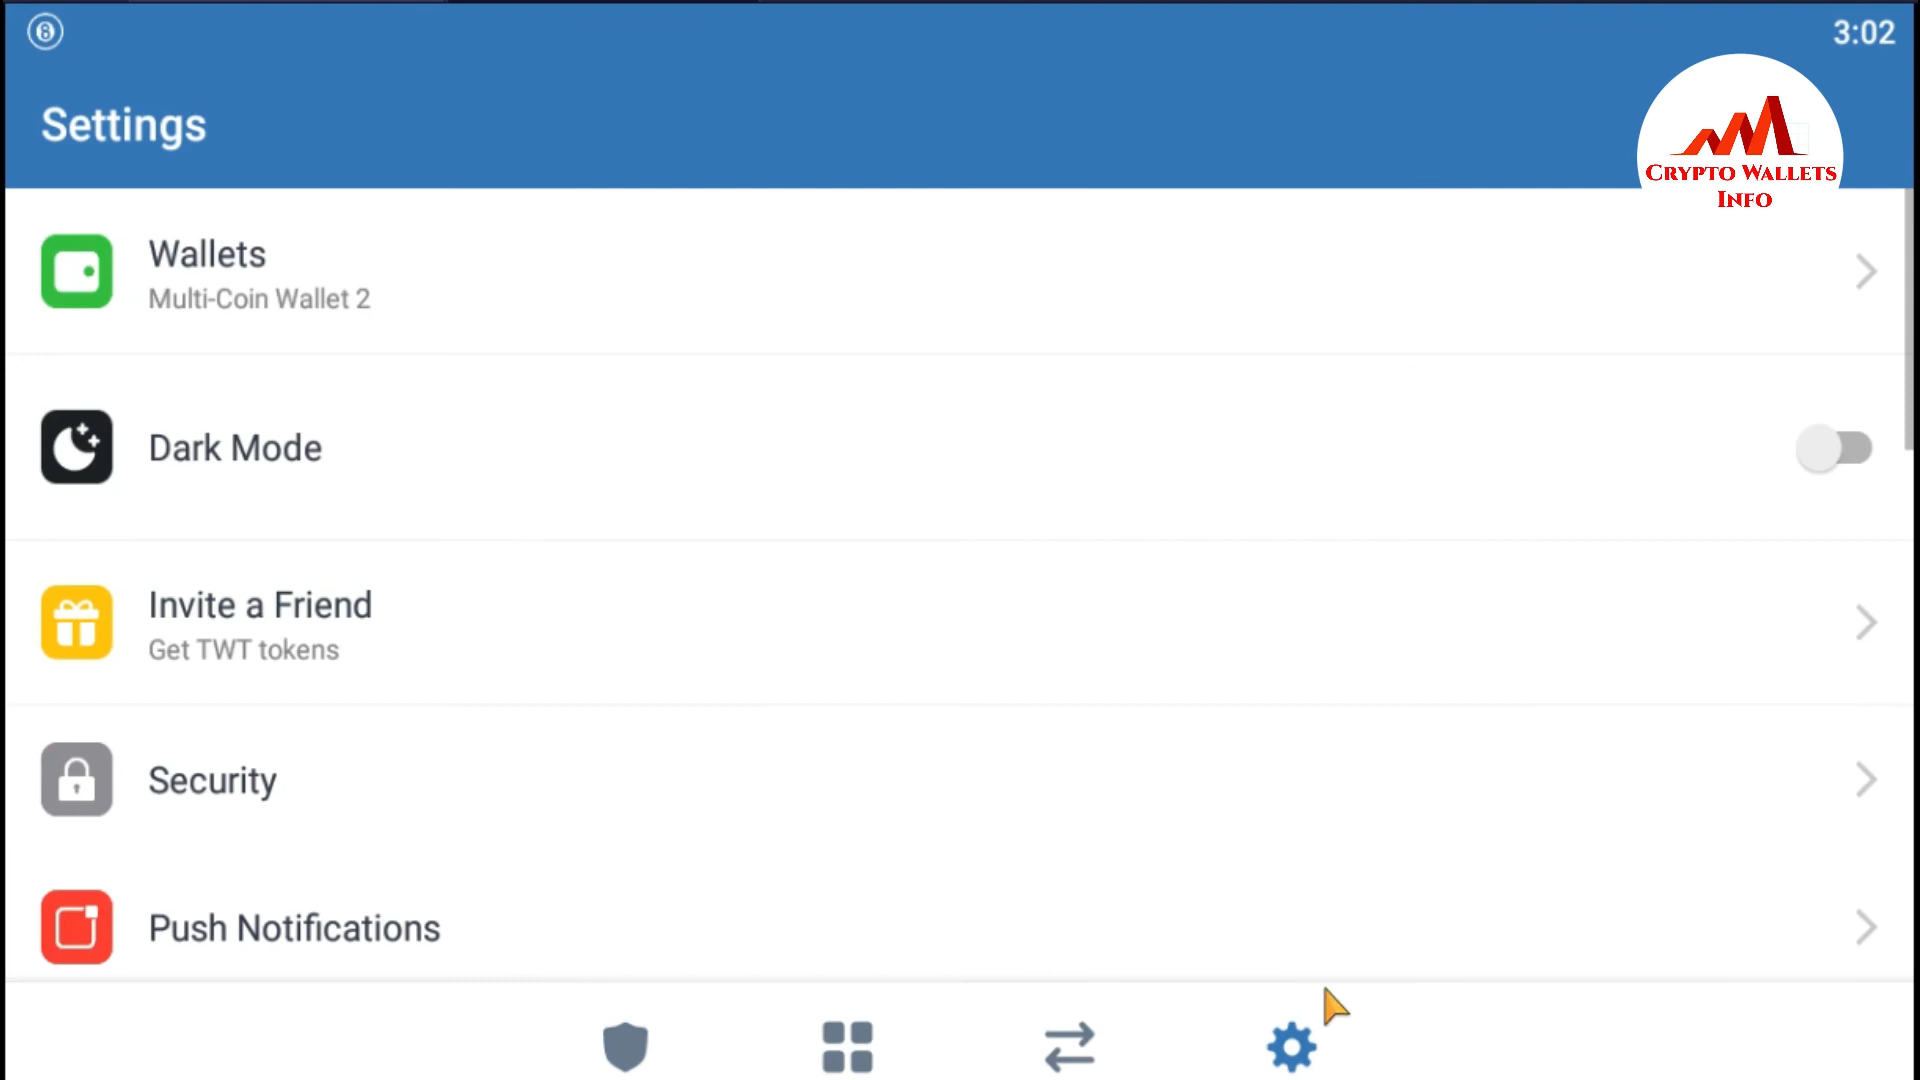 3:02
Settings
CRYPTO WALLETS
INFO
Wallets
Multi-Coin Wallet 2
Dark Mode
Invite a Friend
Get TWT tokens
Security
Push Notifications